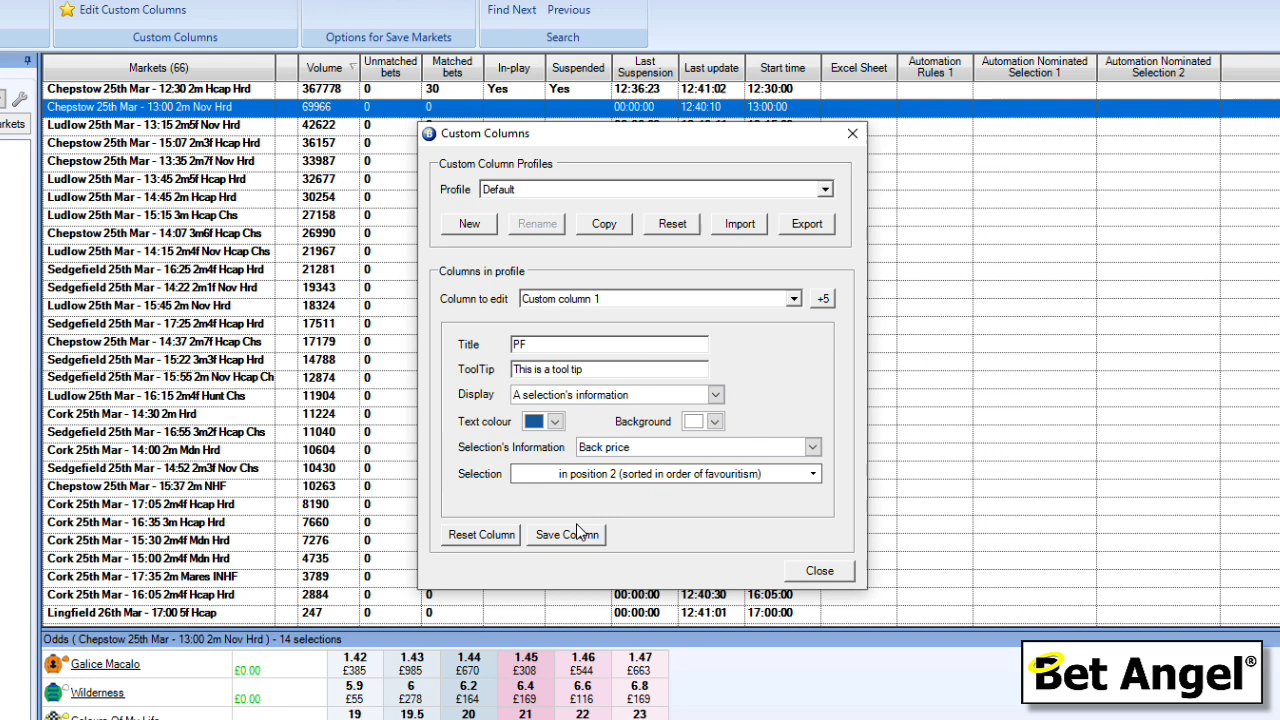 Edit Custom Columns Find Next Previous
Custom Columns Options for Save Markets Search
Markets (66) Volume Unmatched bets Matched bets In-play Suspended Last Suspension Last update Start time Excel Sheet Automation Rules 1 Automation Nominated Selection 1 Automation Nominated Selection 2
Chepstow 25th Mar - 12:30 2m Hcap Hrd 367778 0 30 Yes Yes 12:36:23 12:41:02 12:30:00
Chepstow 25th Mar - 13:00 2m Nov Hrd 69966 0 0 00:00:00 12:40:10 13:00:00
arkets
Ludlow 25th Mar - 13:15 2m5f Nov Hrd 42622 0
Chepstow 25th Mar - 15:07 2m3f Hcap Hrd 36157 0
Chepstow 25th Mar - 13:35 2m7f Nov Hrd 33987 0
Ludlow 25th Mar - 13:45 2m5f Nov Hrd 32677 0
Ludlow 25th Mar - 14:45 2m Hcap Hrd 30254 0
Ludlow 25th Mar - 15:15 3m Hcap Chs 27158 0
Chepstow 25th Mar - 14:07 3m6f Hcap Chs 26990 0
Ludlow 25th Mar - 14:15 2m4f Nov Hcap Chs 21967 0
Sedgefield 25th Mar - 16:25 2m4f Hcap Hrd 21281 0
Sedgefield 25th Mar - 14:22 2m1f Nov Hrd 19343 0
Ludlow 25th Mar - 15:45 2m Nov Hrd 18324 0
Sedgefield 25th Mar - 17:25 2m4f Hcap Hrd 17511 0
Chepstow 25th Mar - 14:37 2m7f Hcap Chs 17179 0
Sedgefield 25th Mar - 15:22 3m3f Hcap Hrd 14788 0
Sedgefield 25th Mar - 15:55 2m Nov Hcap Ch 12874 0
Ludlow 25th Mar - 16:15 2m4f Hunt Chs 11904 0
Cork 25th Mar - 14:30 2m Hrd 11224 0
Sedgefield 25th Mar - 16:55 3m2f Hcap Chs 11040 0
Cork 25th Mar - 14:00 2m Mdn Hrd 10604 0
Sedgefield 25th Mar - 14:52 2m3f Nov Chs 10430 0
Chepstow 25th Mar - 15:37 2m NHF 10263 0
Cork 25th Mar - 17:05 2m4f Hcap Hrd 8190 0
Cork 25th Mar - 16:35 3m Hcap Hrd 7660 0
Cork 25th Mar - 15:30 2m4f Mdn Hrd 7276 0
Cork 25th Mar - 15:00 2m4f Mdn Hrd 4735 0
Cork 25th Mar - 17:35 2m Mares INHF 3789 0
Cork 25th Mar - 16:05 2m4f Hcap Hrd 2884 0 0 00:00:00 12:40:30 16:05:00
Lingfield 26th Mar - 17:00 5f Hcap 247 0 0 00:00:00 12:41:01 17:00:00
Custom Columns
Custom Column Profiles
Profile Default
New Rename Copy Reset Import Export
Columns in profile
Column to edit Custom column 1 +5
Title PF
ToolTip This is a tool tip
Display A selection's information
Text colour Background
Selection's Information Back price
Selection in position 2 (sorted in order of favouritism)
Reset Column Save Column
Close
Odds ( Chepstow 25th Mar - 13:00 2m Nov Hrd ) - 14 selections
Galice Macalo £0.00
1.42 1.43 1.44 1.45 1.46 1.47
£385 £985 £670 £308 £544 £663
Wilderness £0.00
5.9 6 6.2 6.4 6.6 6.8
£55 £278 £164 £169 £116 £169
Colours Of My Life 19 19.5 20 21 22 23
Bet Angel®